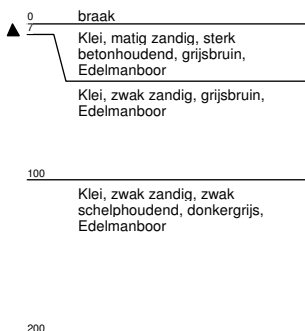 0 braak
7 Klei, matig zandig, sterk
betonhoudend, grijsbruin,
Edelmanboor
Klei, zwak zandig, grijsbruin,
Edelmanboor
100
Klei, zwak zandig, zwak
schelphoudend, donkergrijs,
Edelmanboor
200